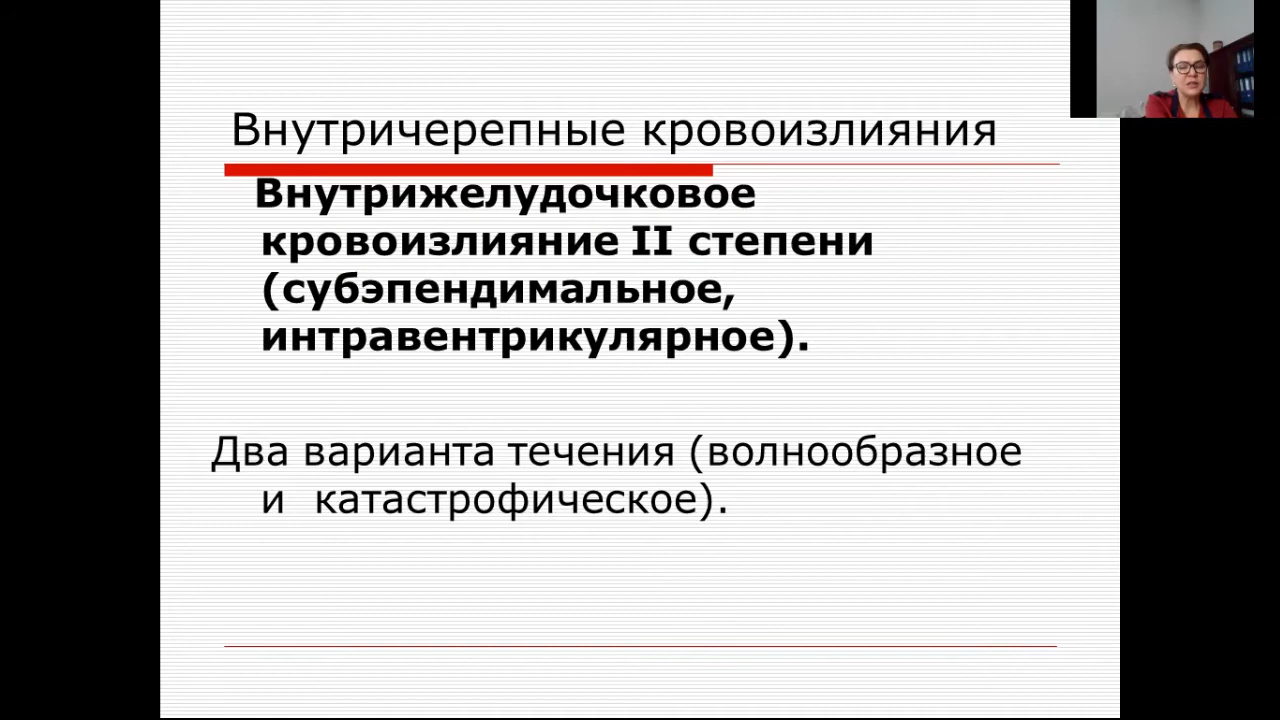 Внутричерепные кровоизлияния
Внутрижелудочковое
кровоизлияние II степени
(субэпендимальное,
интравентрикулярное).
Два варианта течения (волнообразное
и катастрофическое).